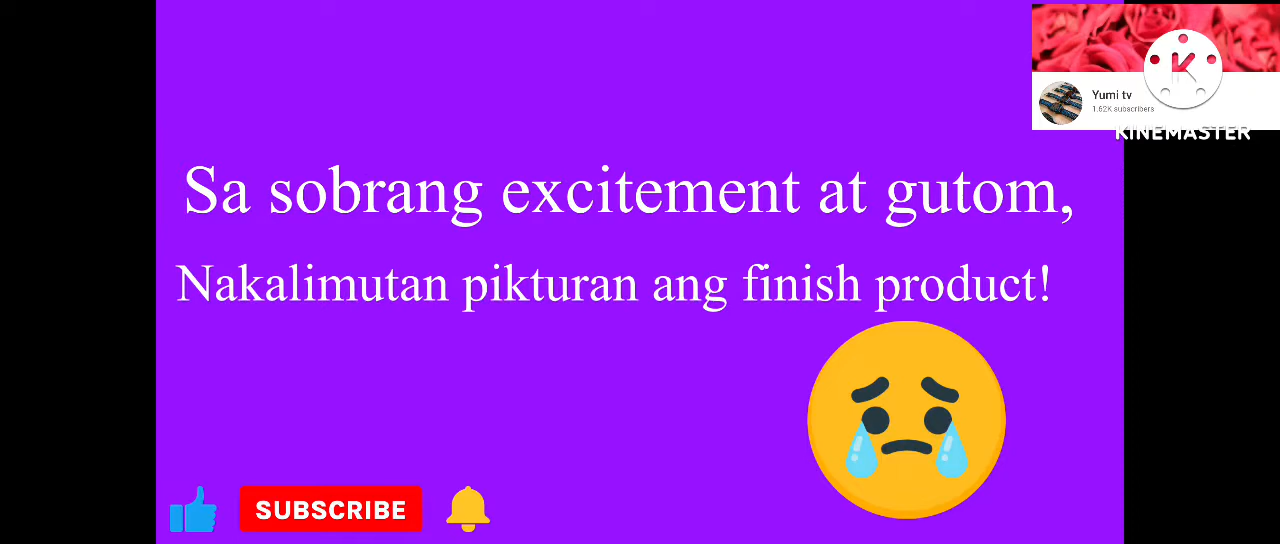 Yumi tv
1.62K subscribers
K
KINEMASTER
Sa sobrang excitement at gutom,
Nakalimutan pikturan ang finish product!
SUBSCRIBE